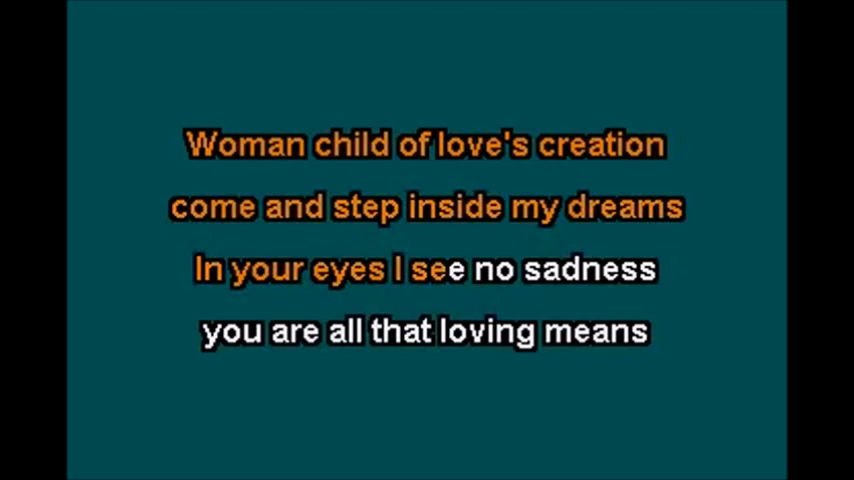 Woman child of love's creation
come and step inside my dreams
In your eyes I see no sadness
you are all that loving means